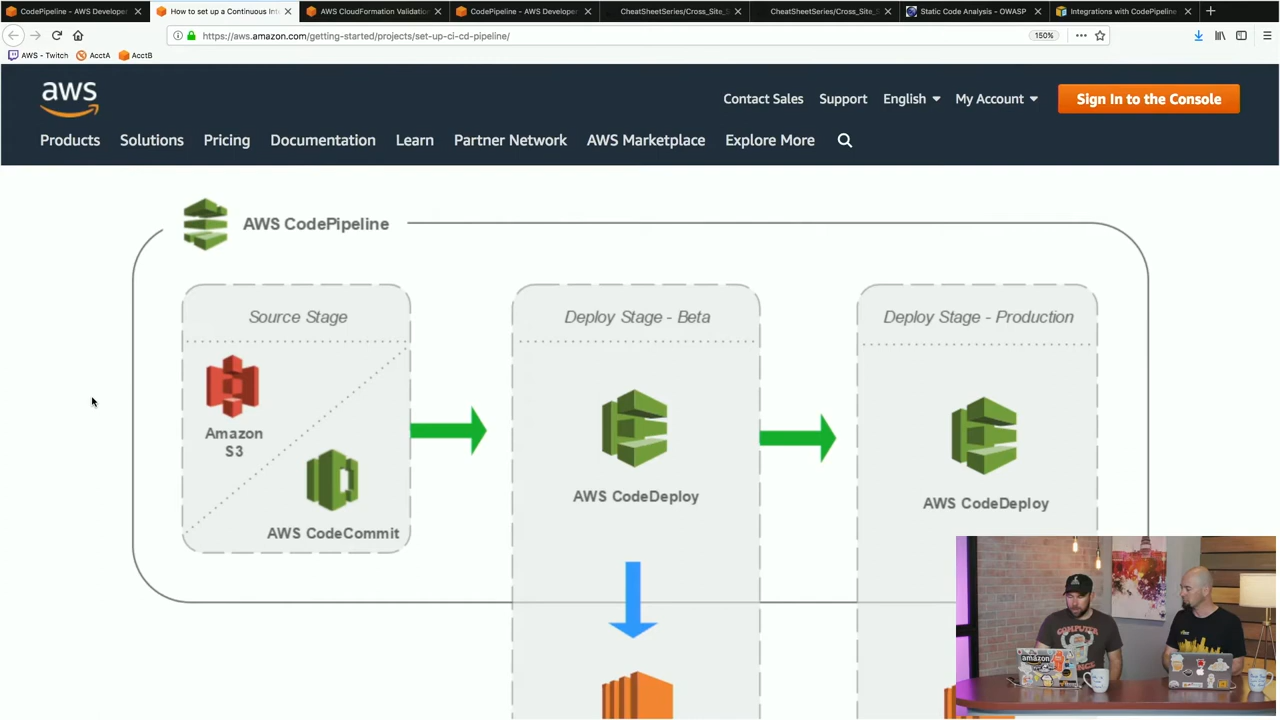 CodePipeline - AWS Developer
How to set up a Continuous Int
AWS CloudFormation Validation
CodePipeline - AWS Developer
CheatSheetSeries/Cross_Site_
CheatSheetSeries/Cross_Site_
Static Code Analysis - OWASP
Integrations with CodePipeline
https://aws.amazon.com/getting-started/projects/set-up-ci-cd-pipeline/
150%
AWS - Twitch
AcctA
AcctB
aws
Contact Sales
Support
English
My Account
Sign In to the Console
Products
Solutions
Pricing
Documentation
Learn
Partner Network
AWS Marketplace
Explore More
AWS CodePipeline
Source Stage
Deploy Stage - Beta
Deploy Stage - Production
Amazon
S3
AWS CodeCommit
AWS CodeDeploy
AWS CodeDeploy
COMPUTER
amazon